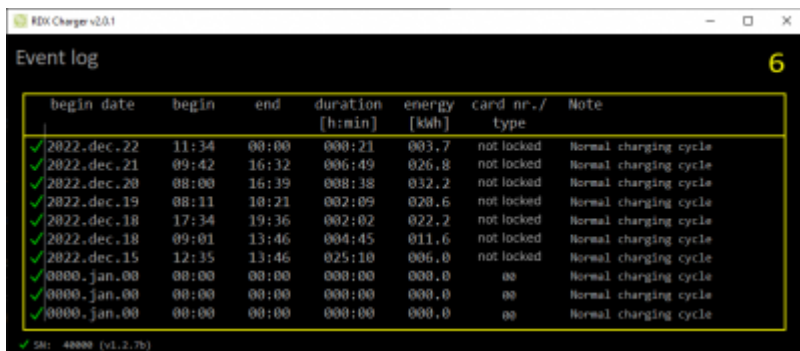 RDX Charger v2.0.1
Event log
6
begin date begin end duration energy card nr./ Note
[h:min] [kWh] type
2022.dec.22 11:34 00:00 000:21 003.7 not locked Normal charging cycle
2022.dec.21 09:42 16:32 006:49 026.8 not locked Normal charging cycle
2022.dec.20 08:00 16:39 008:38 032.2 not locked Normal charging cycle
2022.dec.19 08:11 10:21 002:09 020.6 not locked Normal charging cycle
2022.dec.18 17:34 19:36 002:02 022.2 not locked Normal charging cycle
2022.dec.18 09:01 13:46 004:45 011.6 not locked Normal charging cycle
2022.dec.15 12:35 13:46 025:10 006.0 not locked Normal charging cycle
0000.jan.00 00:00 00:00 000:00 000.0 00 Normal charging cycle
0000.jan.00 00:00 00:00 000:00 000.0 00 Normal charging cycle
0000.jan.00 00:00 00:00 000:00 000.0 00 Normal charging cycle
SN: 40000 (v1.2.7b)